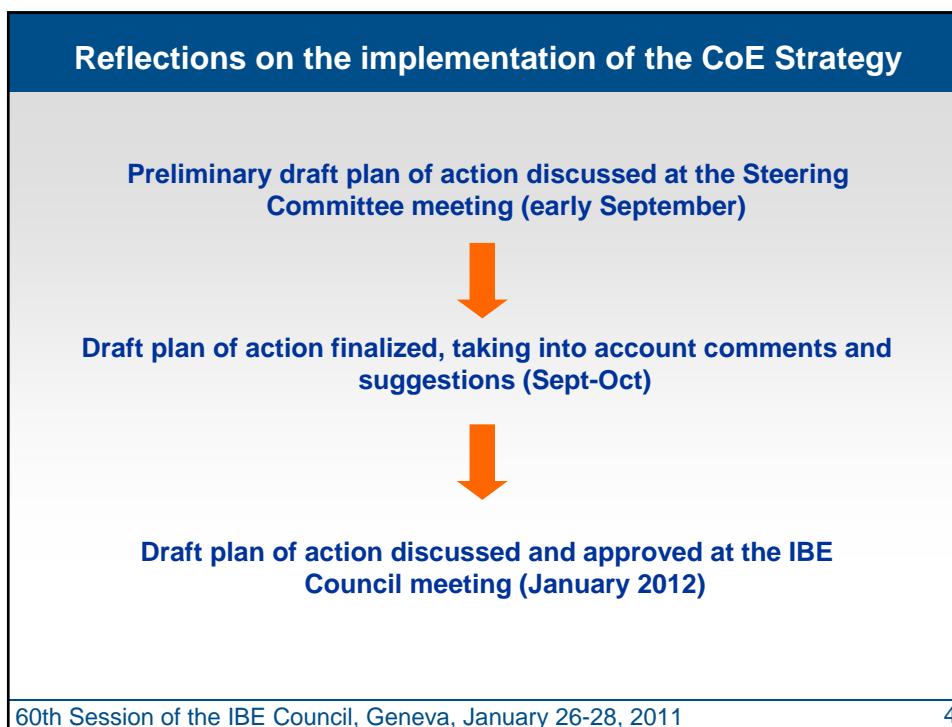 Reflections on the implementation of the CoE Strategy
Preliminary draft plan of action discussed at the Steering
Committee meeting (early September)
Draft plan of action finalized, taking into account comments and
suggestions (Sept-Oct)
Draft plan of action discussed and approved at the IBE
Council meeting (January 2012)
60th Session of the IBE Council, Geneva, January 26-28, 2011 4